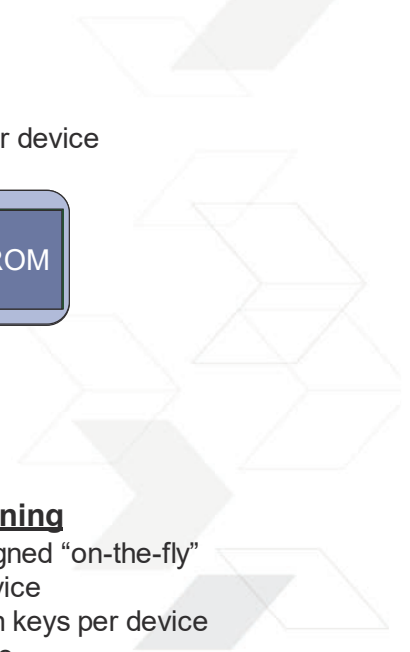 r device
ROM
ning
gned “on-the-fly”
vice
n keys per device